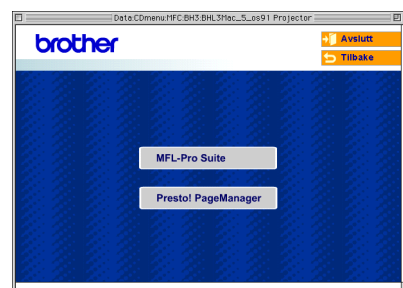 Data:CDmenu:MFC:BH3:BHL3Mac_5_os91 Projector
brother
Avslutt
Tilbake
MFL-Pro Suite
Presto! PageManager